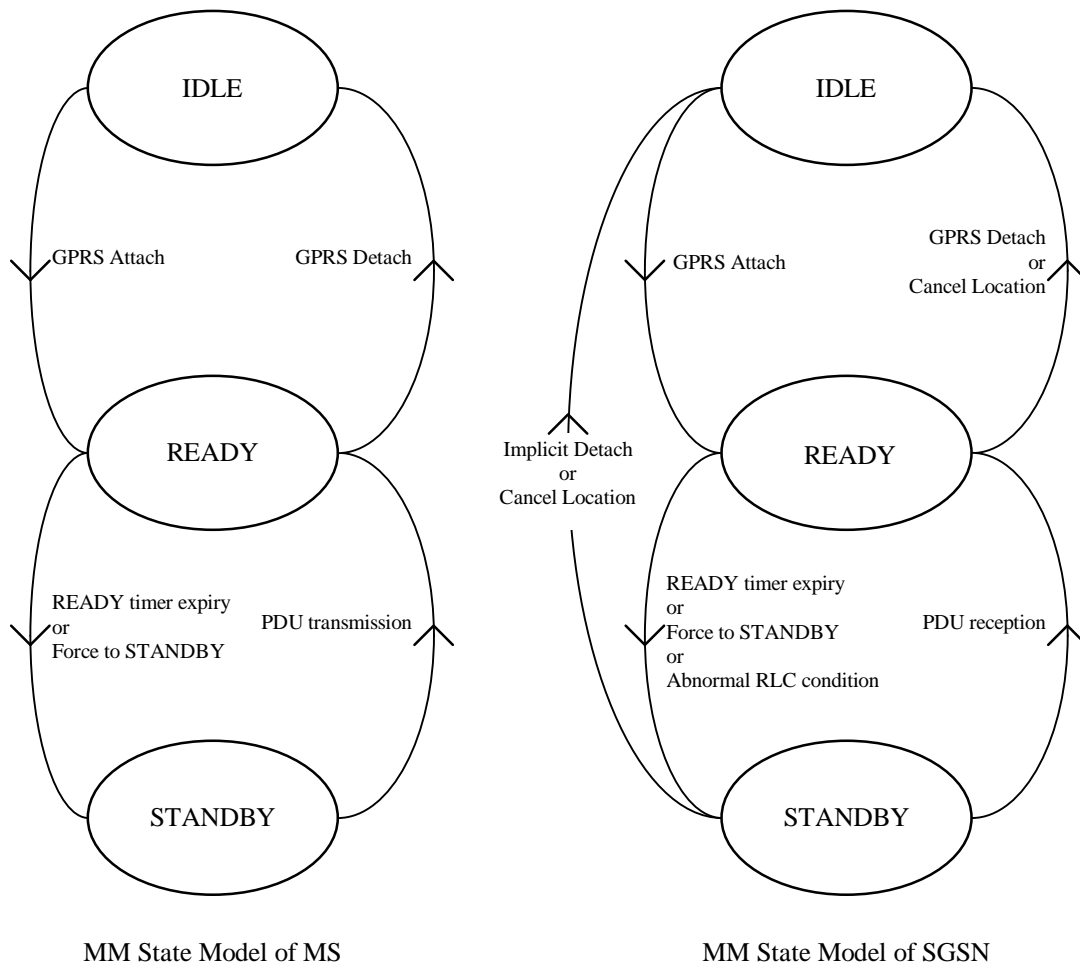 IDLE
GPRS Attach
GPRS Detach
READY
READY timer expiry
or
Force to STANDBY
PDU transmission
STANDBY
MM State Model of MS
IDLE
GPRS Attach
GPRS Detach
or
Cancel Location
Implicit Detach
or
Cancel Location
READY
READY timer expiry
or
Force to STANDBY
or
Abnormal RLC condition
PDU reception
STANDBY
MM State Model of SGSN